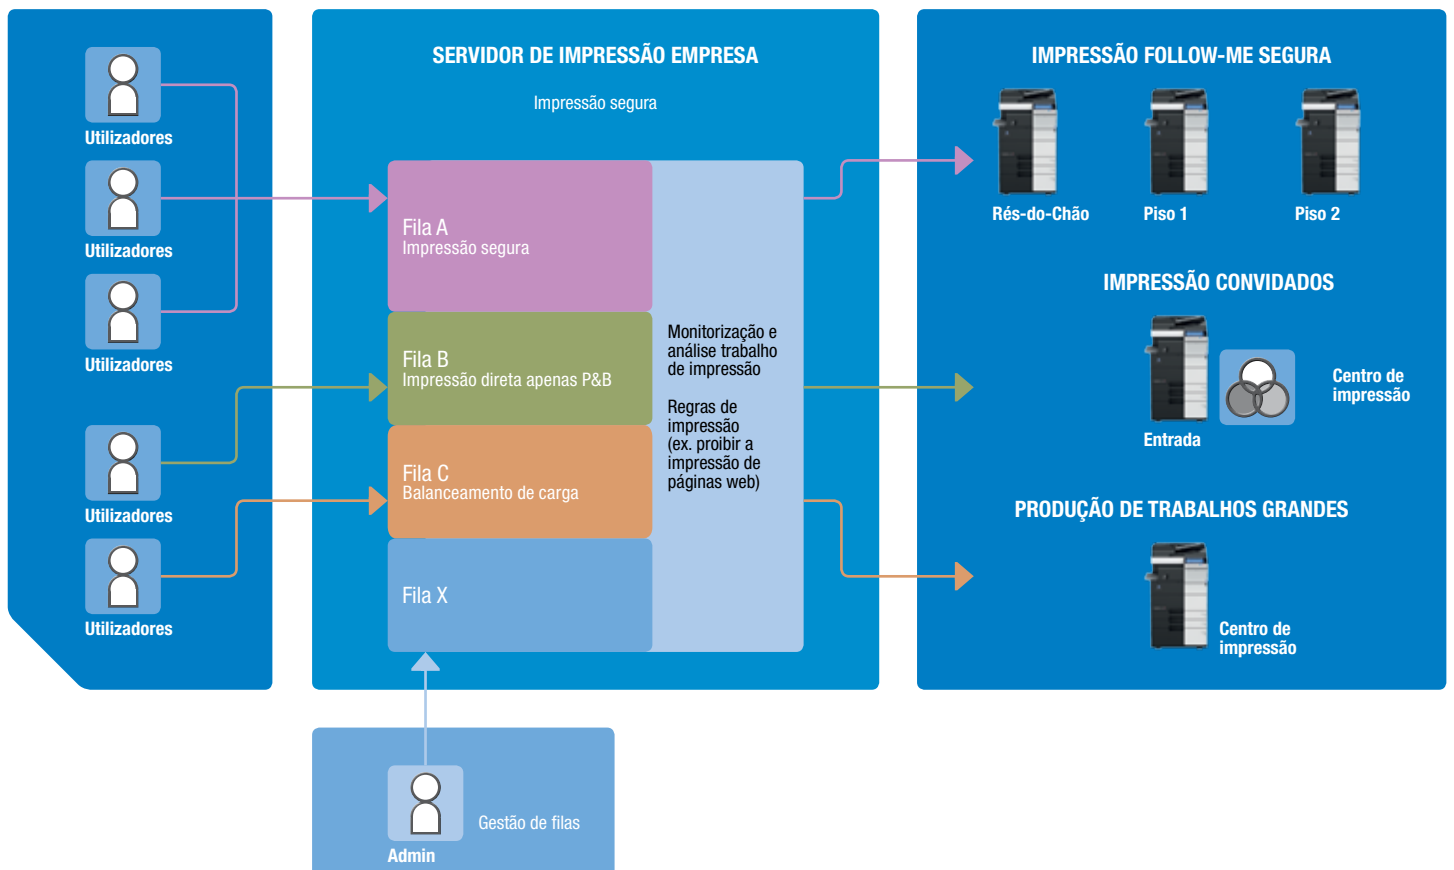 Utilizadores
Utilizadores
Utilizadores
Utilizadores
Utilizadores
SERVIDOR DE IMPRESSÃO EMPRESA
Impressão segura
Fila A
Impressão segura
Fila B
Impressão direta apenas P&B
Fila C
Balanceamento de carga
Fila X
Monitorização e
análise trabalho
de impressão
Regras de
impressão
(ex. proibir a
impressão de
páginas web)
Admin
Gestão de filas
IMPRESSÃO FOLLOW-ME SEGURA
Rés-do-Chão
Piso 1
Piso 2
IMPRESSÃO CONVIDADOS
Entrada
Centro de
impressão
PRODUÇÃO DE TRABALHOS GRANDES
Centro de
impressão